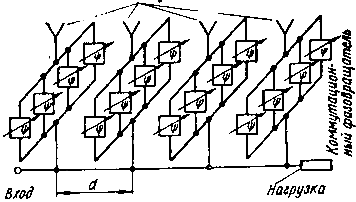 ψ ψ ψ ψ
ψ ψ ψ ψ
ψ ψ ψ ψ
ψ ψ ψ ψ
Коммутацион-
ный фазовращатель
Вход
d
Нагрузка